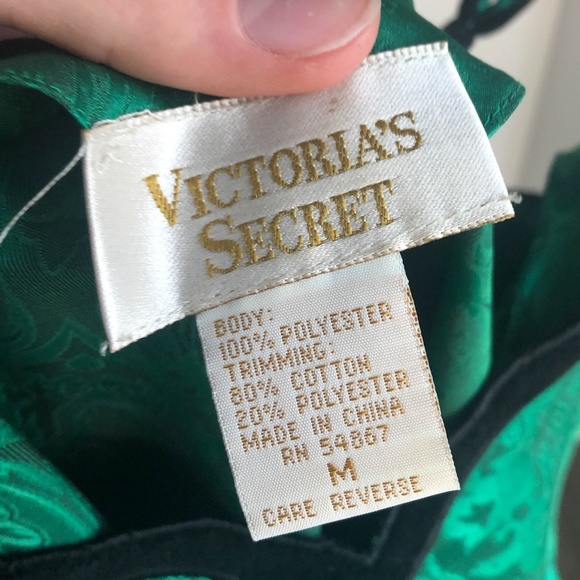 VICTORIA'S
SECRET
BODY:
100% POLYESTER
TRIMMING:
80% COTTON
20% POLYESTER
MADE IN CHINA
RN 54867
M
CARE REVERSE